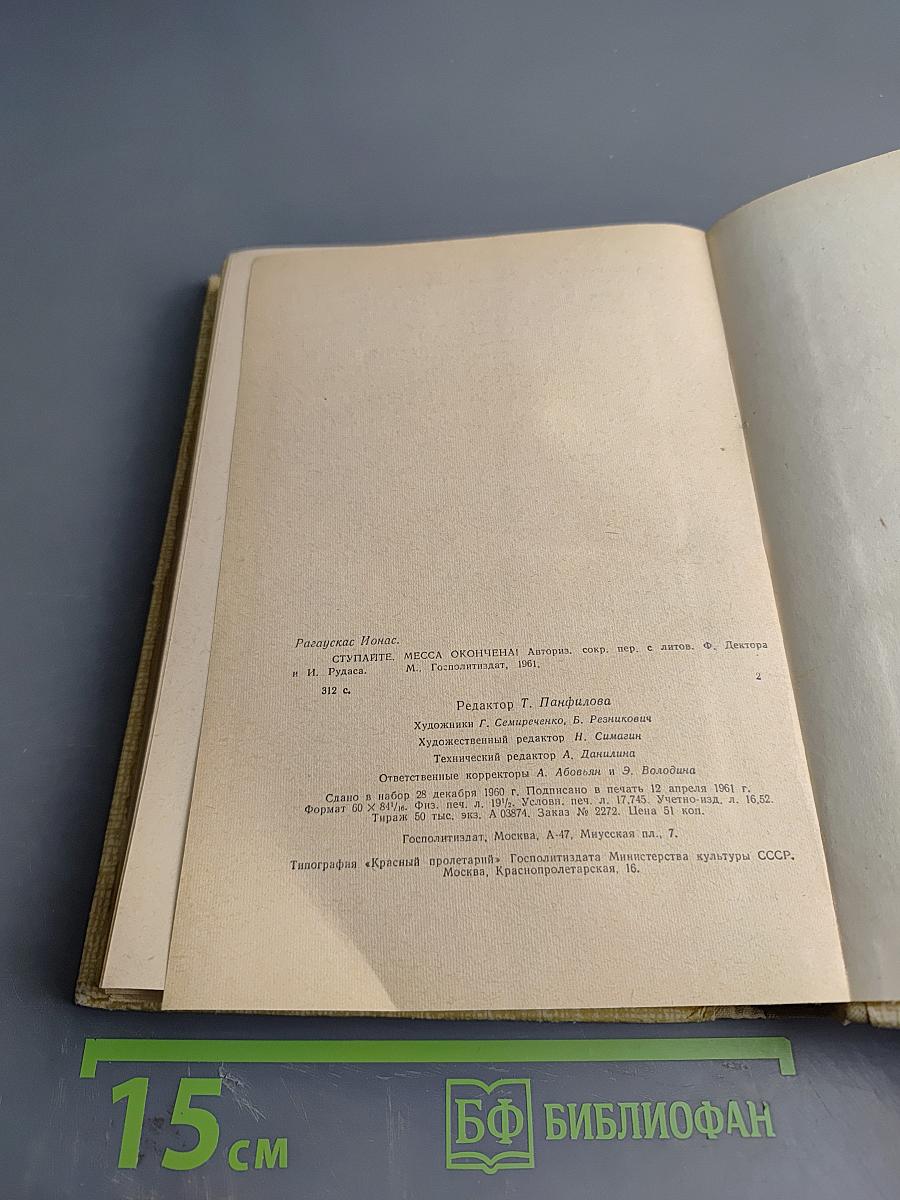 Рагаускас Ионас.
СТУПАЙТЕ. МЕССА ОКОНЧЕНА! Авториз. сокр. пер. с литов. Ф. Дектора
и И. Рудаса. М., Госполитиздат, 1961.
312 с.
2
Редактор Т. Панфилова
Художники Г. Семиреченко, Б. Резникович
Художественный редактор Н. Симагин
Технический редактор А. Данилина
Ответственные корректоры А. Абовьян и Э. Володина
Сдано в набор 28 декабря 1960 г. Подписано в печать 12 апреля 1961 г.
Формат 60 × 84¹/₁₆. Физ. печ. л. 19¹/₂. Условн. печ. л. 17,745. Учетно-изд. л. 16,52.
Тираж 50 тыс. экз. А 03874. Заказ № 2272. Цена 51 коп.
Госполитиздат, Москва, А-47, Миусская пл., 7.
Типография «Красный пролетарий» Госполитиздата Министерства культуры СССР.
Москва, Краснопролетарская, 16.
15 см
БФ БИБЛИОФАН